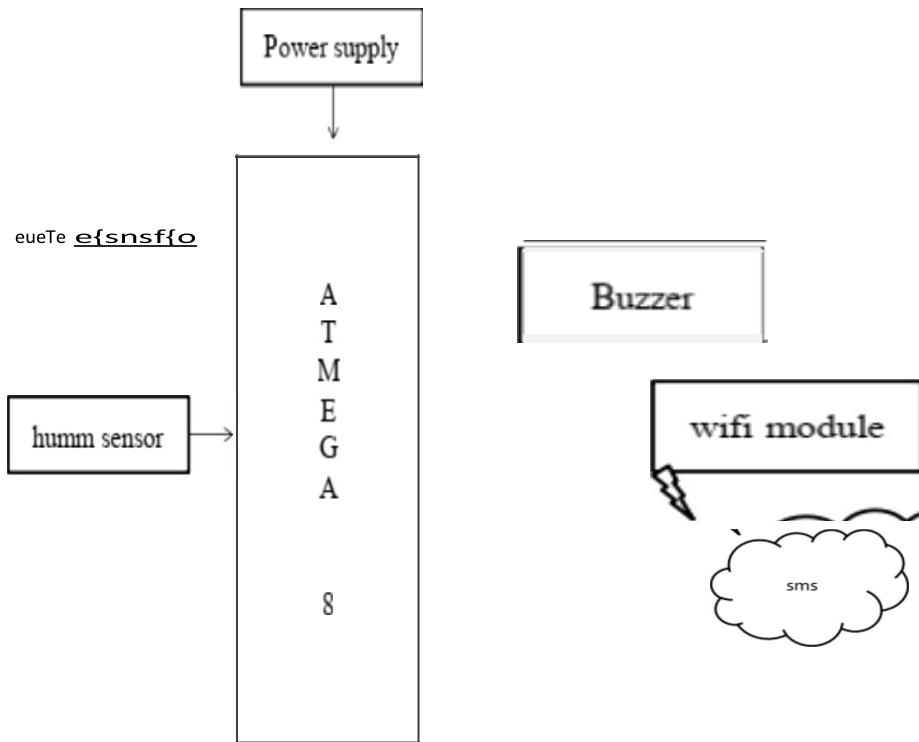 Power supply
eueTe e{snsf{o
A
T
M
E
G
A
8
Buzzer
humm sensor
wifi module
sms